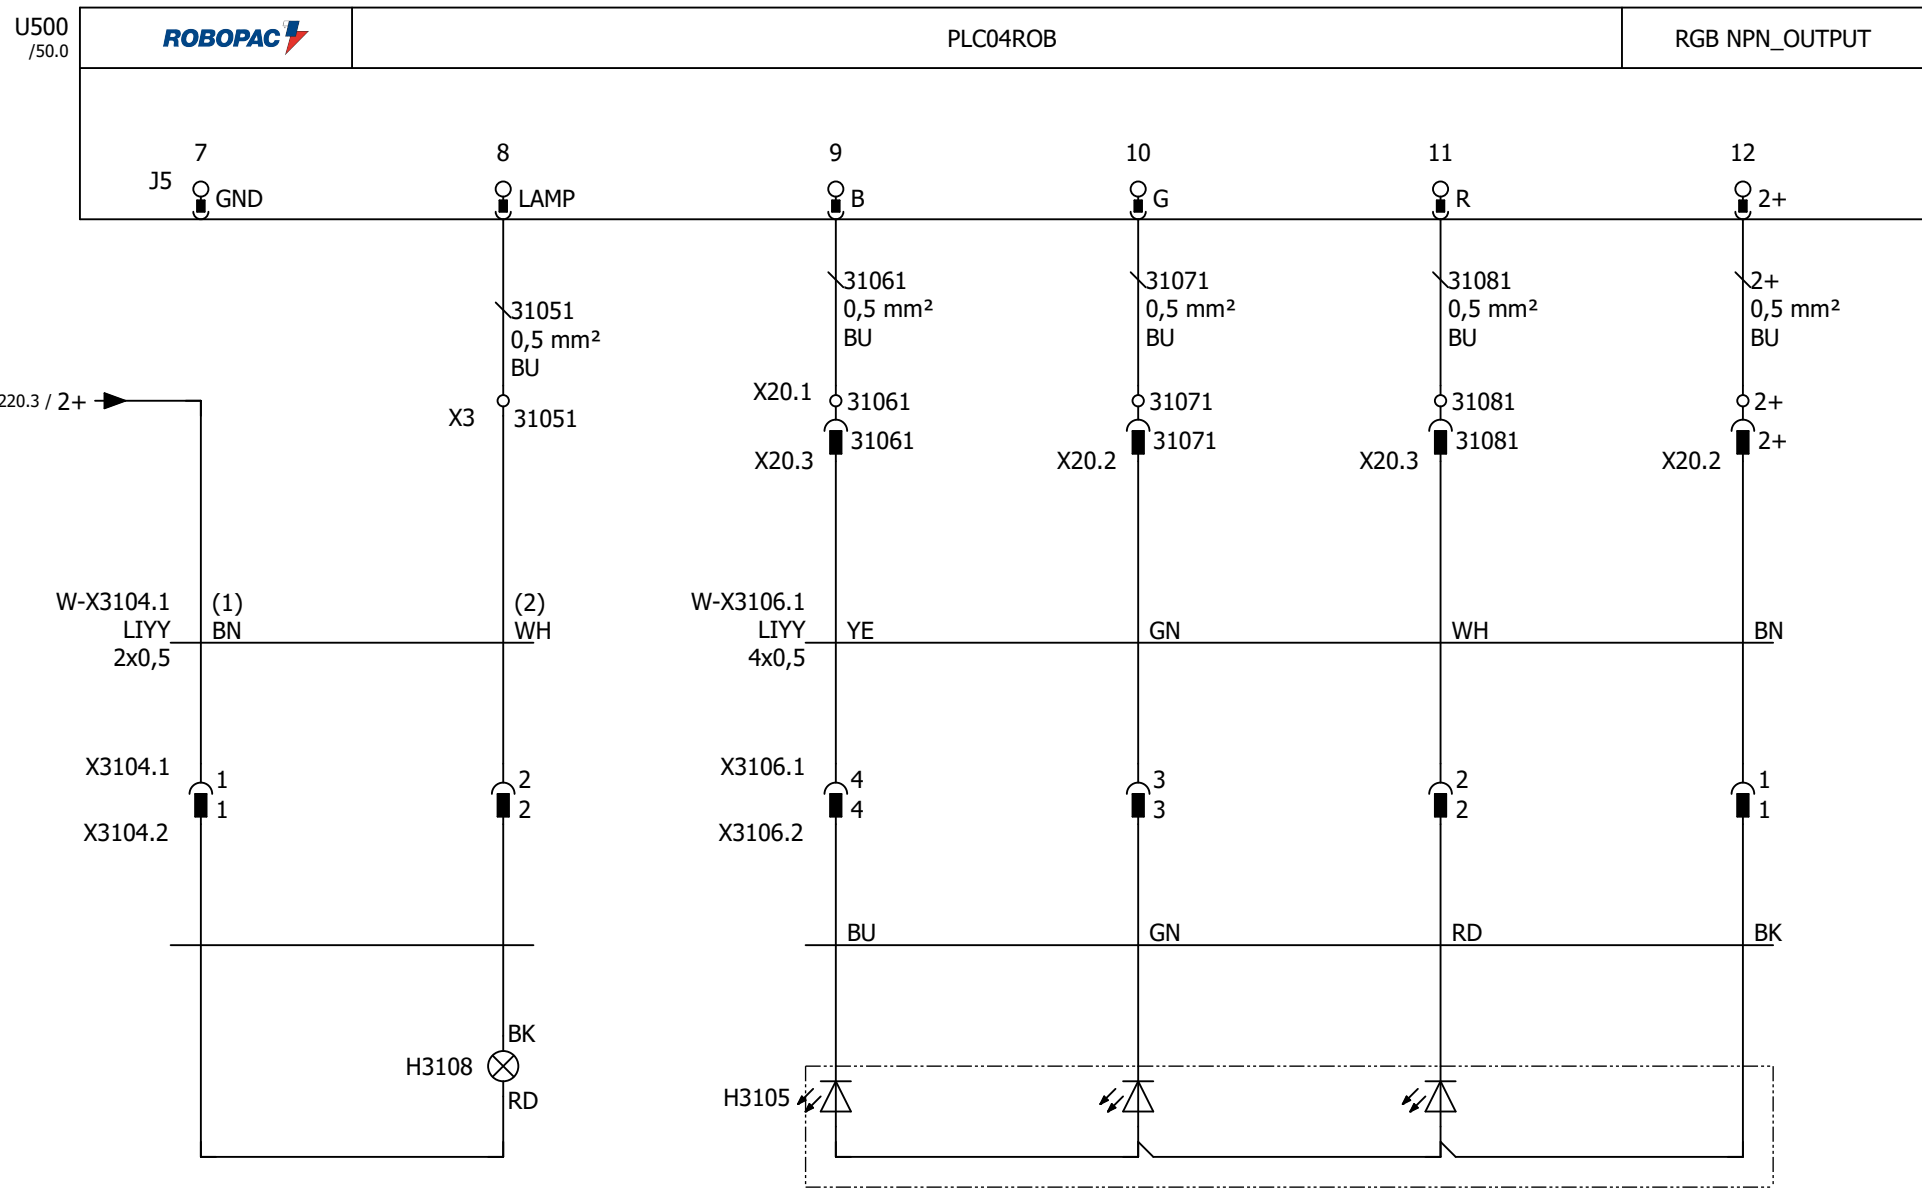 U500
/50.0
ROBOPAC
PLC04ROB
RGB NPN_OUTPUT
7 8 9 10 11 12
J5
GND LAMP B G R 2+
31061 31071 31081 2+
0,5 mm² 0,5 mm² 0,5 mm² 0,5 mm²
BU BU BU BU
31051
0,5 mm²
BU
220.3 / 2+
X3 31051
X20.1 31061 31071 31081 2+
31061 31071 31081 2+
X20.3 X20.2 X20.3 X20.2
W-X3104.1 (1) (2) W-X3106.1
LIYY BN WH LIYY YE GN WH BN
2x0,5 4x0,5
X3104.1 1 2 X3106.1 4 3 2 1
1 2 4 3 2 1
X3104.2 X3106.2
BU GN RD BK
BK
H3108
RD
H3105